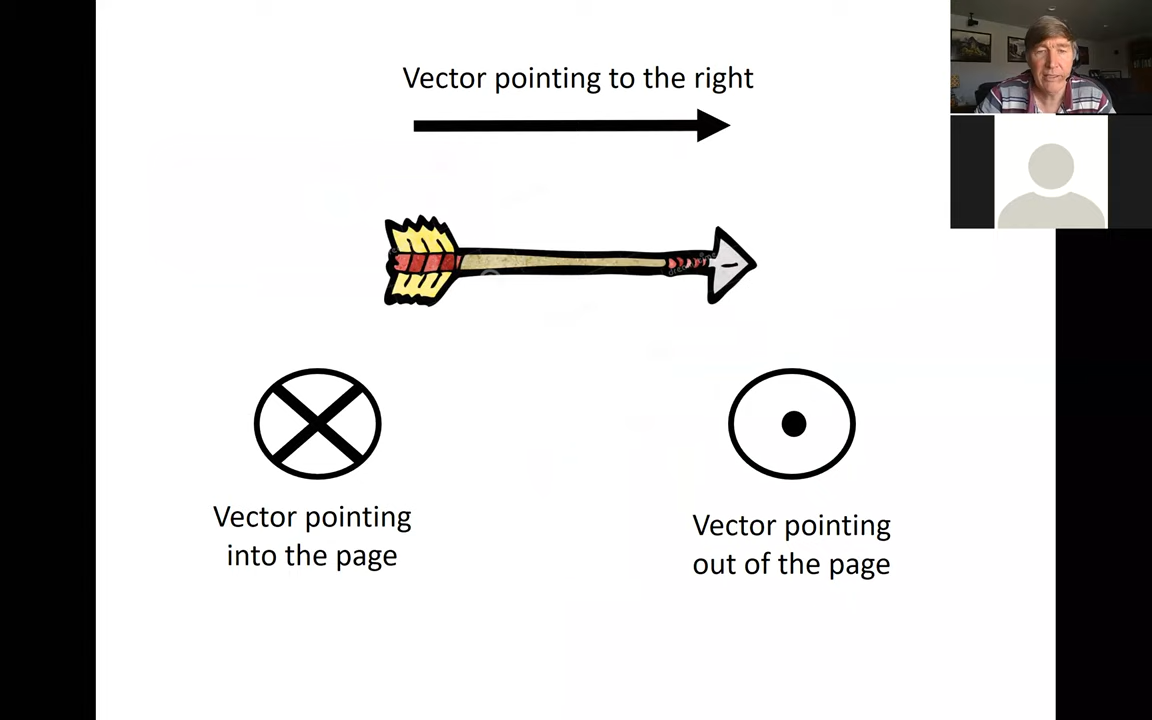 Vector pointing to the right
Vector pointing
into the page
Vector pointing
out of the page